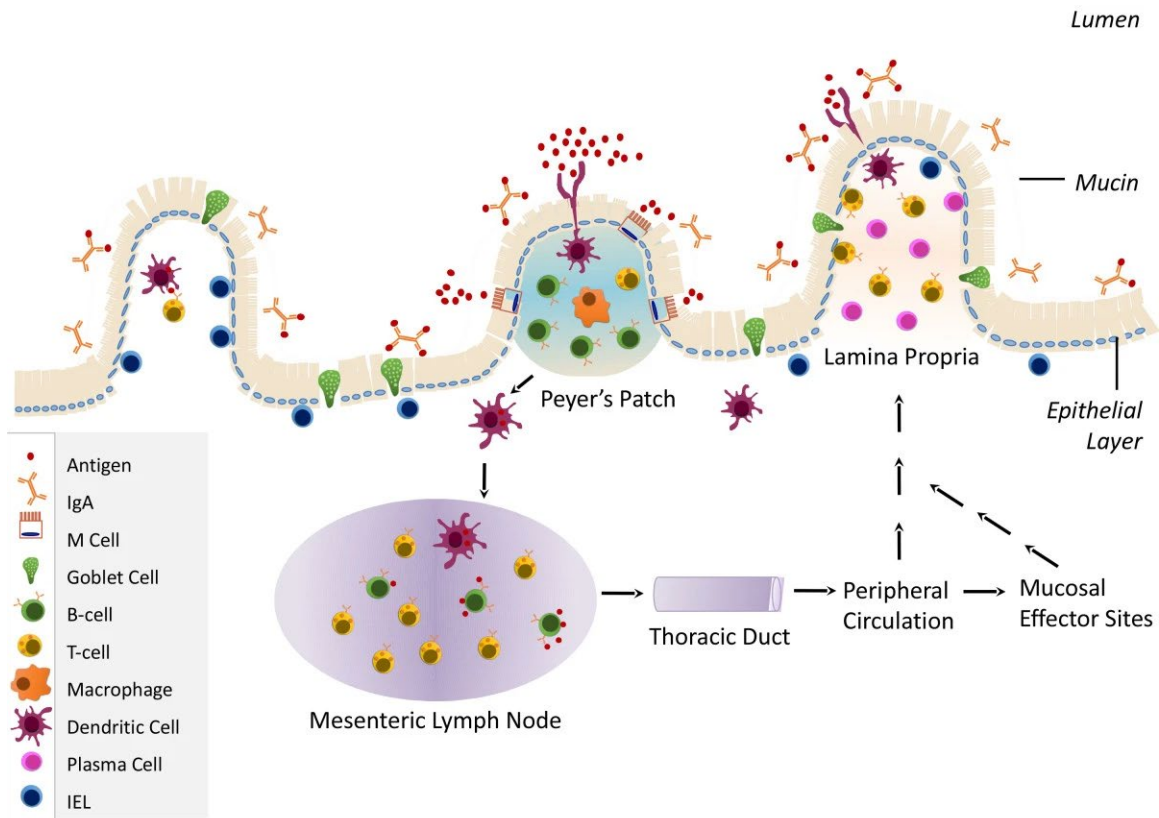 Lumen
Mucin
Lamina Propria
Peyer's Patch
Epithelial
Layer
Antigen
IgA
M Cell
Goblet Cell
B-cell
T-cell
Macrophage
Dendritic Cell
Plasma Cell
IEL
Mesenteric Lymph Node
Thoracic Duct
Peripheral
Circulation
Mucosal
Effector Sites